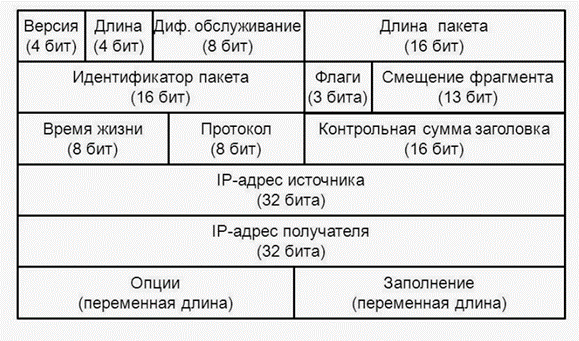 Версия Длина Диф. обслуживание Длина пакета
(4 бит) (4 бит) (8 бит) (16 бит)
Идентификатор пакета Флаги Смещение фрагмента
(16 бит) (3 бита) (13 бит)
Время жизни Протокол Контрольная сумма заголовка
(8 бит) (8 бит) (16 бит)
IP-адрес источника
(32 бита)
IP-адрес получателя
(32 бита)
Опции Заполнение
(переменная длина) (переменная длина)